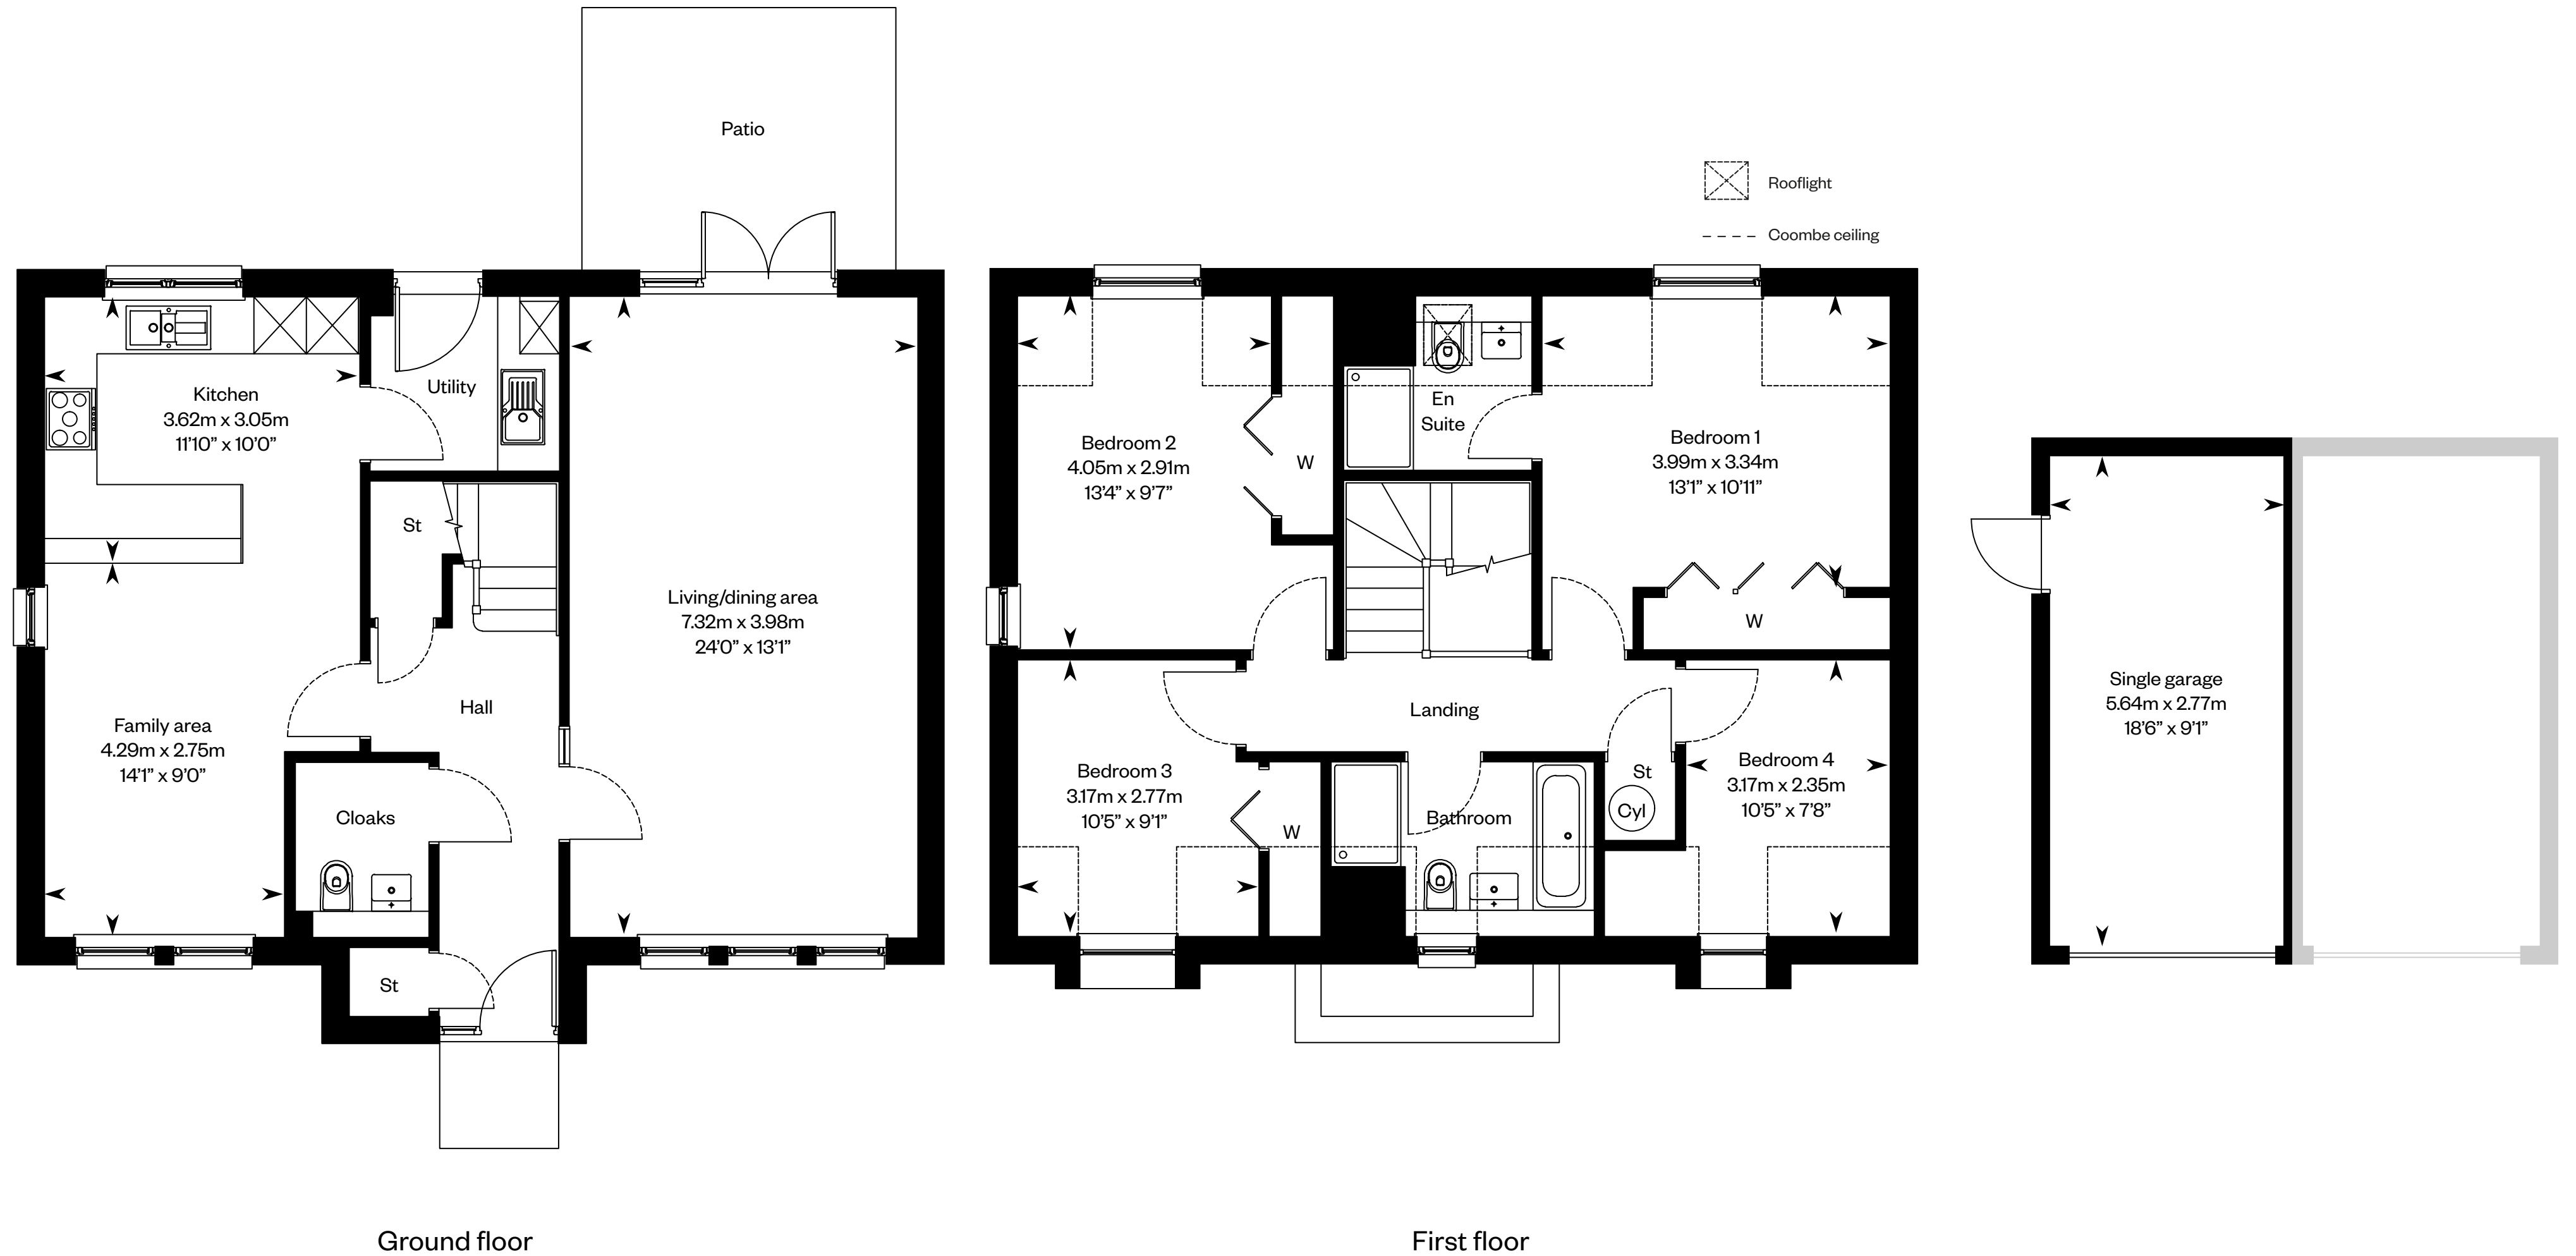 Patio
Rooflight
Coombe ceiling
Kitchen
3.62m x 3.05m
11’10” x 10’0”
Utility
St
Living/dining area
7.32m x 3.98m
24’0” x 13’1”
Hall
Family area
4.29m x 2.75m
14’1” x 9’0”
Cloaks
St
Ground floor
Bedroom 2
4.05m x 2.91m
13’4” x 9’7”
W
En
Suite
Bedroom 1
3.99m x 3.34m
13’1” x 10’11”
W
Landing
Bedroom 3
3.17m x 2.77m
10’5” x 9’1”
W
Bathroom
St
Cyl
Bedroom 4
3.17m x 2.35m
10’5” x 7’8”
First floor
Single garage
5.64m x 2.77m
18’6” x 9’1”